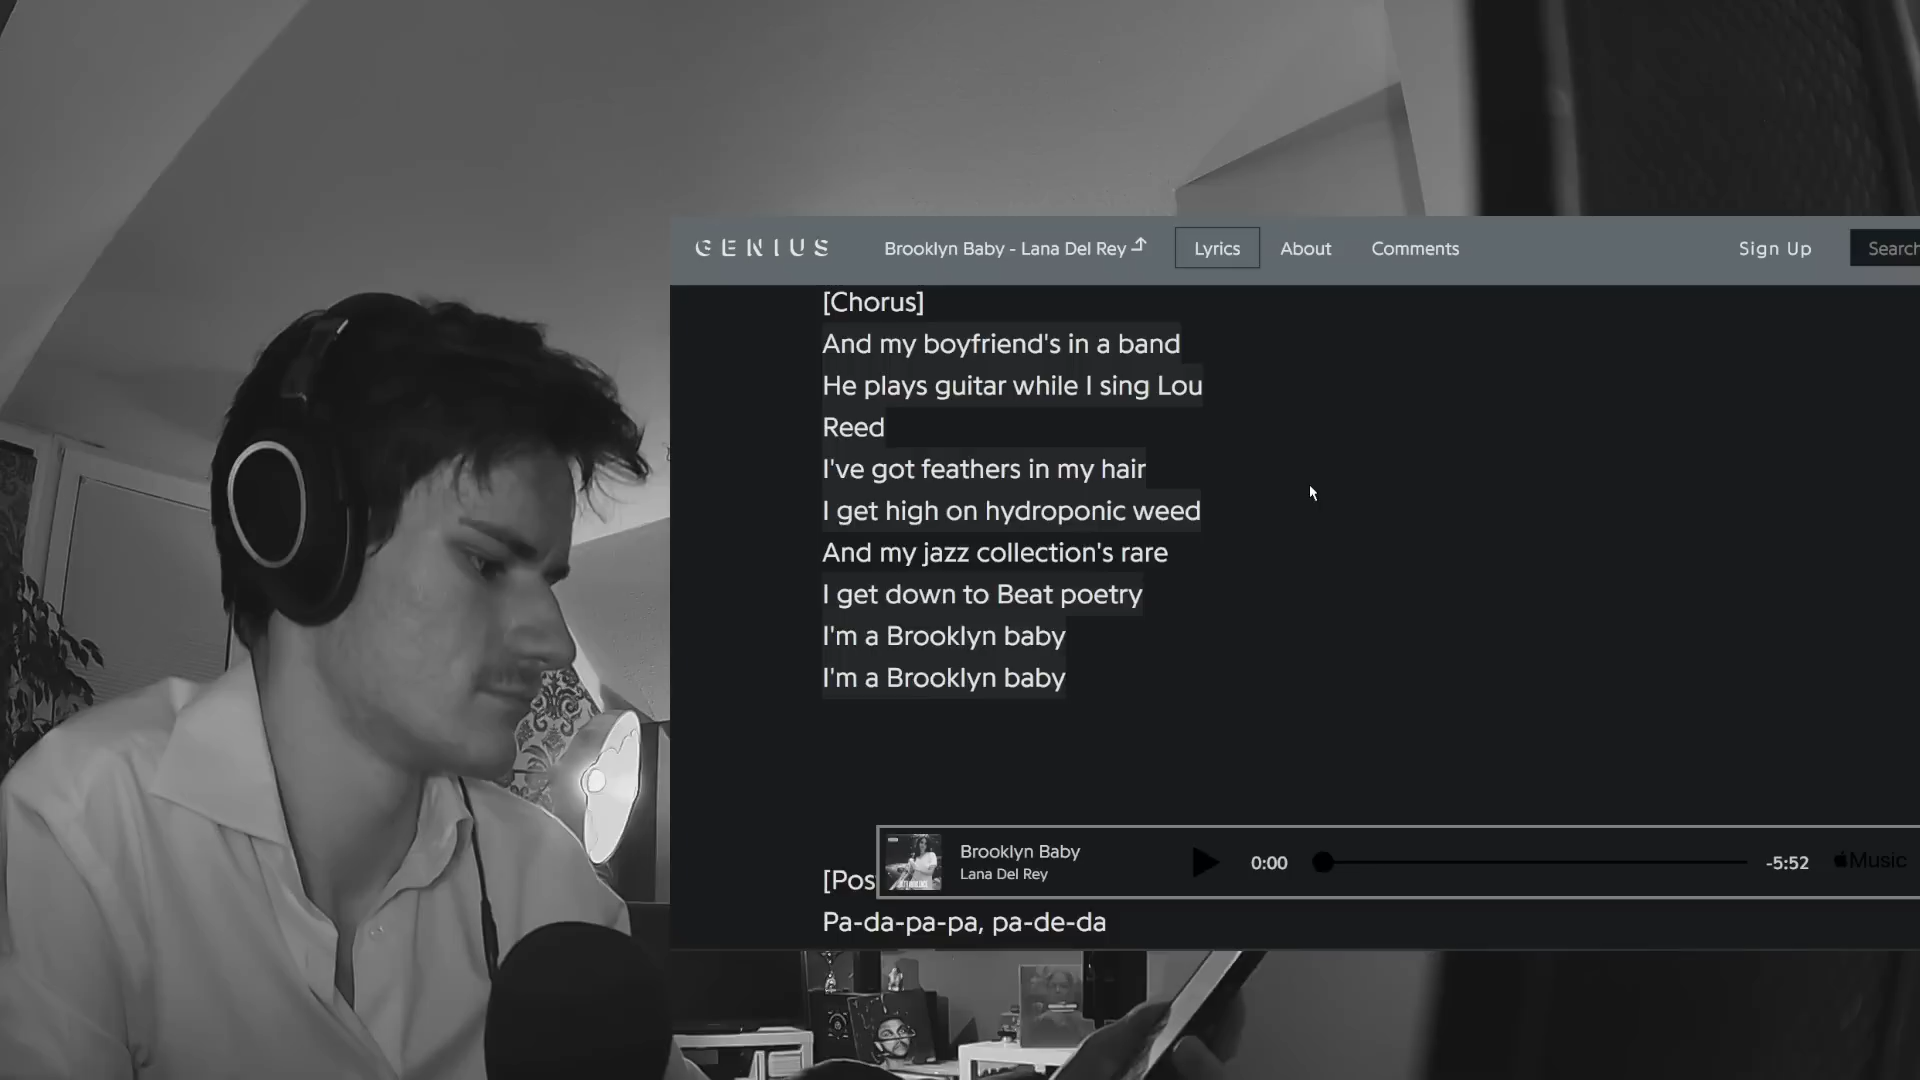 GENIUS
Brooklyn Baby - Lana Del Rey
Lyrics
About
Comments
Sign Up
Search
[Chorus]
And my boyfriend's in a band
He plays guitar while I sing Lou
Reed
I've got feathers in my hair
I get high on hydroponic weed
And my jazz collection's rare
I get down to Beat poetry
I'm a Brooklyn baby
I'm a Brooklyn baby
Brooklyn Baby
Lana Del Rey
0:00
-5:52
Music
[Pos
Pa-da-pa-pa, pa-de-da